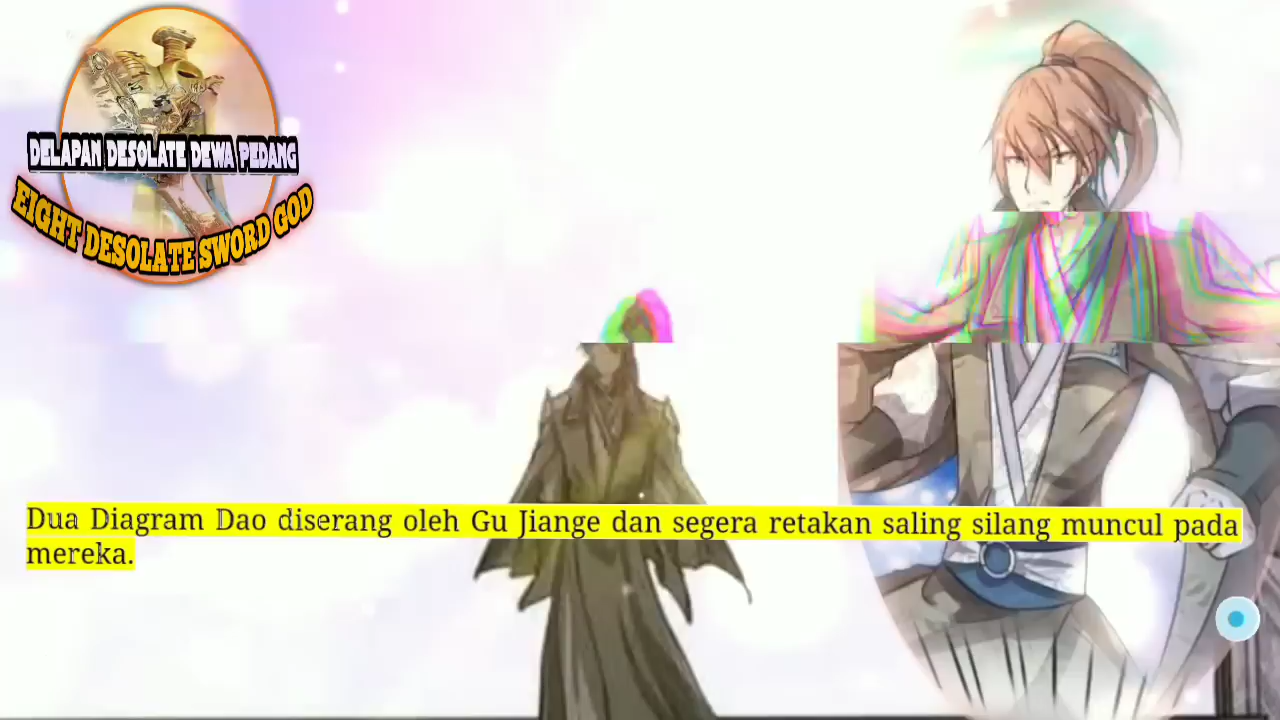 DELAPAN DESOLATE DEWA PEDANG
EIGHT DESOLATE SWORD GOD
Dua Diagram Dao diserang oleh Gu Jiange dan segera retakan saling silang muncul pada
mereka.